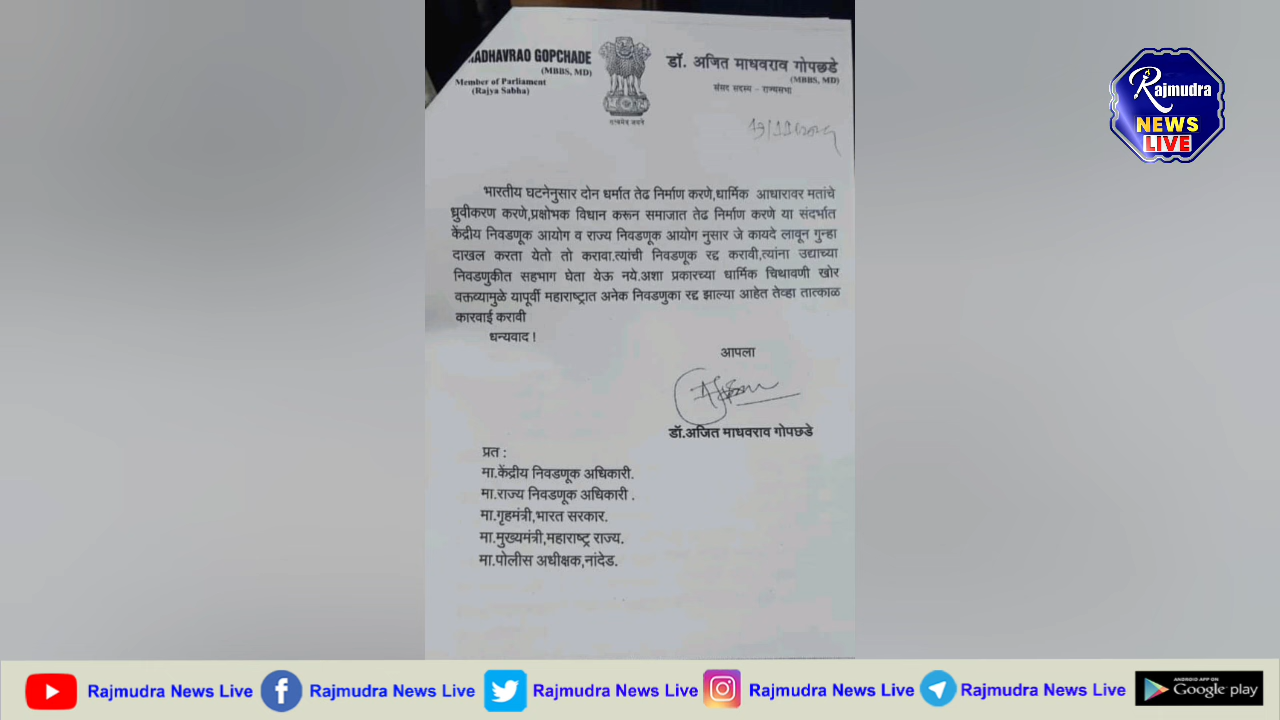 ADHAVRAO GOPCHADE
(MBBS, MD)
Member of Parliament
(Rajya Sabha)
सत्यमेव जयते
डॉ. अजित माधवराव गोपछडे
(MBBS, MD)
संसद सदस्य - राज्यसभा
भारतीय घटनेनुसार दोन धर्मात तेढ निर्माण करणे,धार्मिक आधारावर मतांचे
ध्रुवीकरण करणे,प्रक्षोभक विधान करून समाजात तेढ निर्माण करणे या संदर्भात
केंद्रीय निवडणूक आयोग व राज्य निवडणूक आयोग नुसार जे कायदे लावून गुन्हा
दाखल करता येतो तो करावा.त्यांची निवडणूक रद्द करावी,त्यांना उद्याच्या
निवडणुकीत सहभाग घेता येऊ नये.अशा प्रकारच्या धार्मिक चिथावणी खोर
वक्तव्यामुळे यापूर्वी महाराष्ट्रात अनेक निवडणुका रद्द झाल्या आहेत तेव्हा तात्काळ
कारवाई करावी
धन्यवाद !
आपला
डॉ.अजित माधवराव गोपछडे
प्रत :
मा.केंद्रीय निवडणूक अधिकारी.
मा.राज्य निवडणूक अधिकारी .
मा.गृहमंत्री,भारत सरकार.
मा.मुख्यमंत्री,महाराष्ट्र राज्य.
मा.पोलीस अधीक्षक,नांदेड.
Rajmudra
NEWS
LIVE
Rajmudra News Live
Rajmudra News Live
Rajmudra News Live
Rajmudra News Live
Rajmudra News Live
ANDROID APP ON
Google play